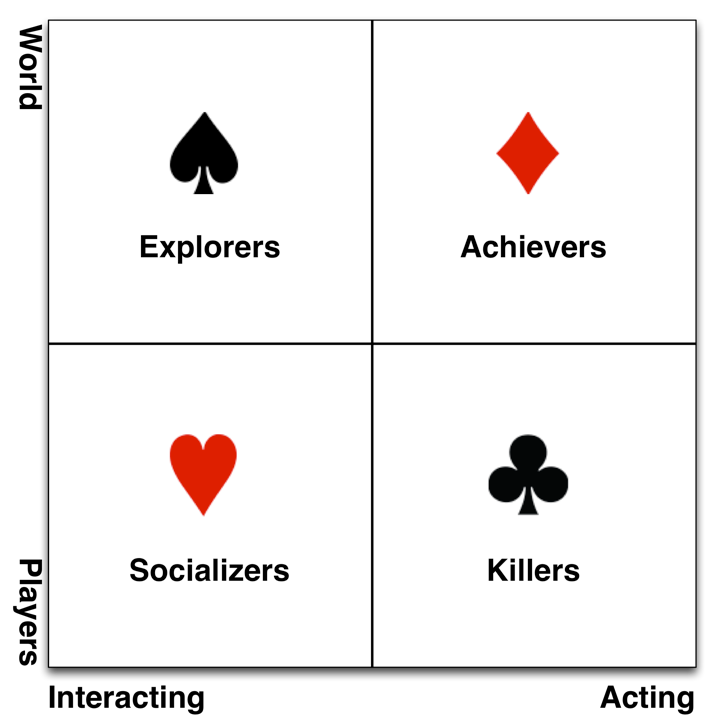 World
Explorers
Achievers
Socializers
Killers
Players
Interacting
Acting